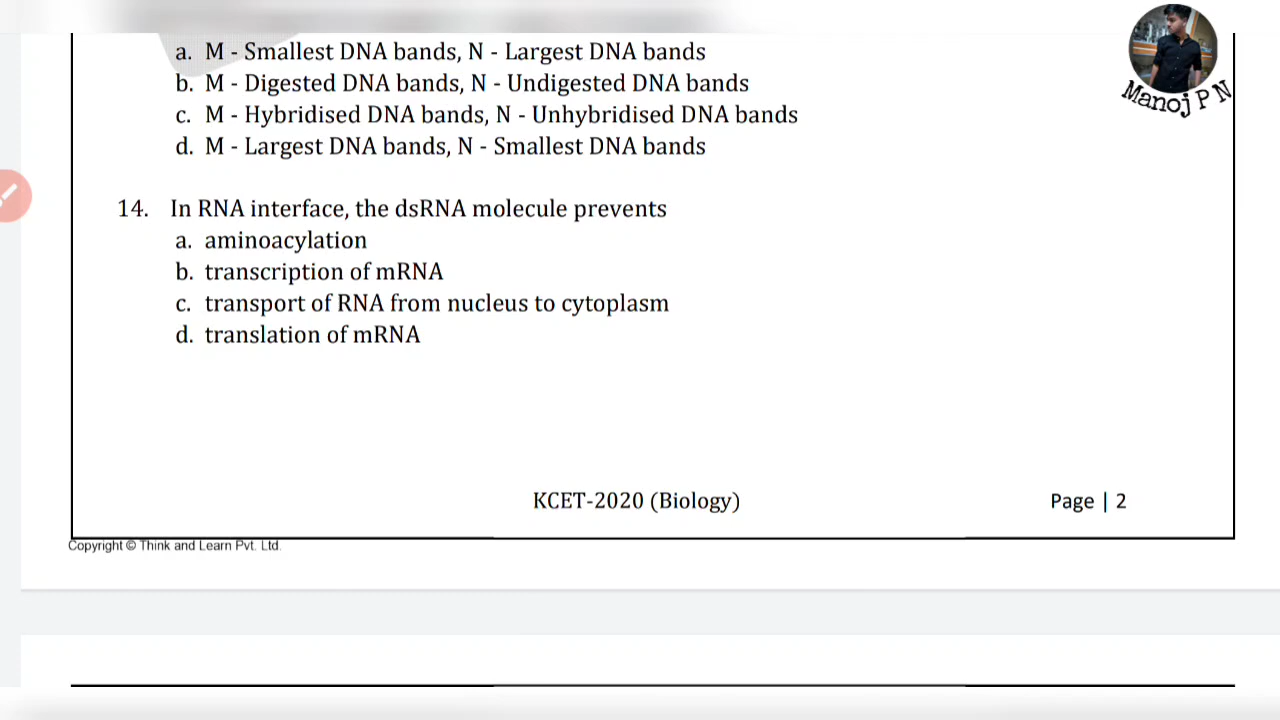 a. M - Smallest DNA bands, N - Largest DNA bands
b. M - Digested DNA bands, N - Undigested DNA bands
c. M - Hybridised DNA bands, N - Unhybridised DNA bands
d. M - Largest DNA bands, N - Smallest DNA bands
Manoj P N
14. In RNA interface, the dsRNA molecule prevents
a. aminoacylation
b. transcription of mRNA
c. transport of RNA from nucleus to cytoplasm
d. translation of mRNA
KCET-2020 (Biology)
Page | 2
Copyright © Think and Learn Pvt. Ltd.